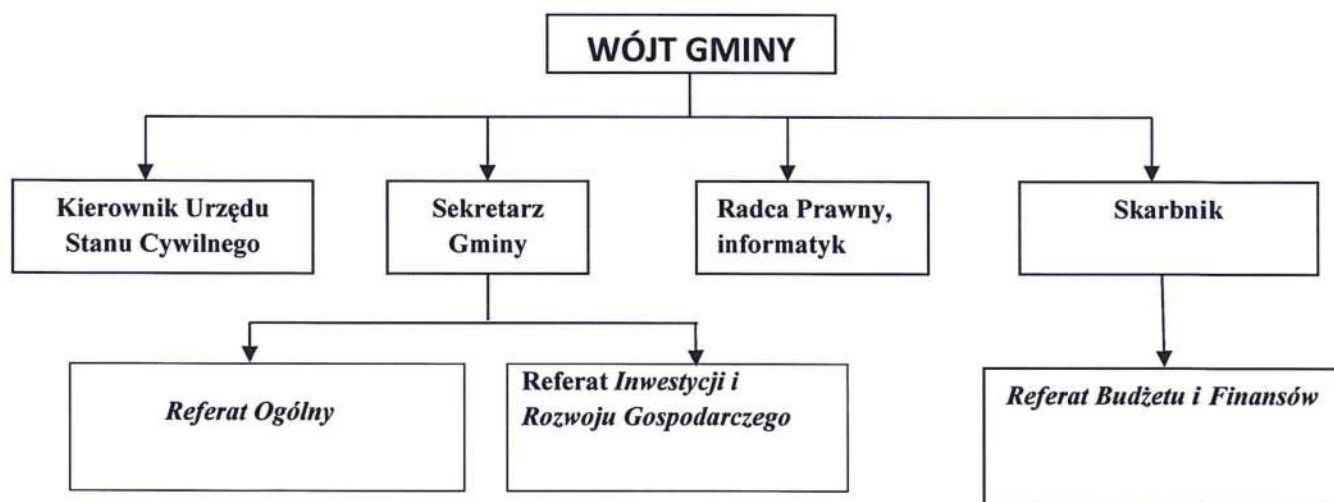 WÓJT GMINY
Kierownik Urzędu
Stanu Cywilnego
Sekretarz
Gminy
Radca Prawny,
informatyk
Skarbnik
Referat Ogólny
Referat Inwestycji i
Rozwoju Gospodarczego
Referat Budżetu i Finansów